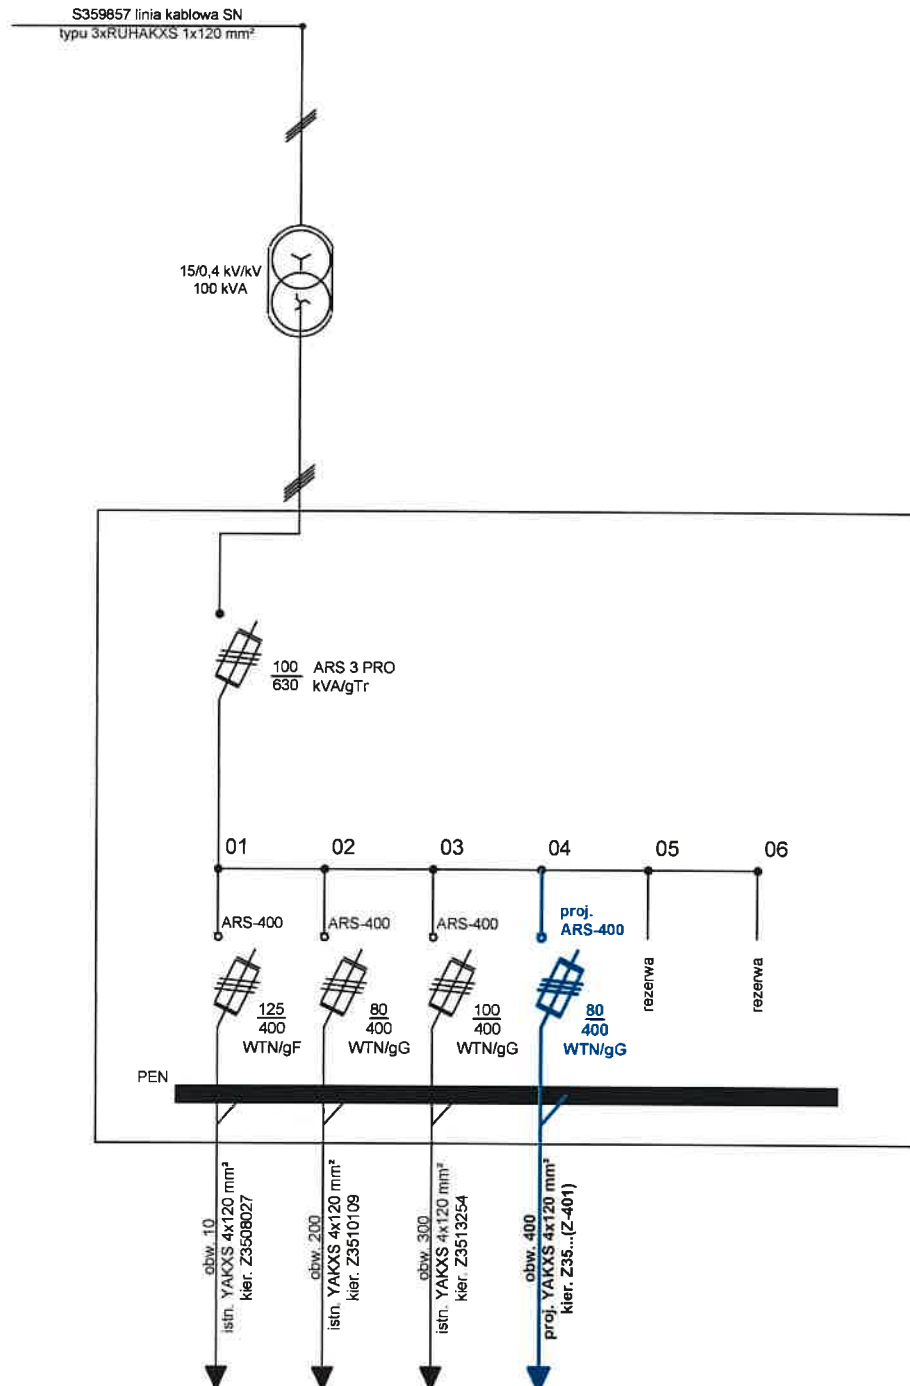 S359857 linia kablowa SN
typu 3xRUHAKXS 1x120 mm²
15/0,4 kV/kV
100 kVA
100 ARS 3 PRO
630 kVA/gTr
01
02
03
04
05
06
ARS-400
ARS-400
ARS-400
proj.
ARS-400
125
400
WTN/gF
80
400
WTN/gG
100
400
WTN/gG
80
400
WTN/gG
rezerwa
rezerwa
PEN
obw. 10
istn. YAKXS 4x120 mm²
kier. Z3508027
obw. 200
istn. YAKXS 4x120 mm²
kier. Z3510109
obw. 300
istn. YAKXS 4x120 mm²
kier. Z3513254
obw. 400
proj. YAKXS 4x120 mm²
kier. Z35...(Z-401)